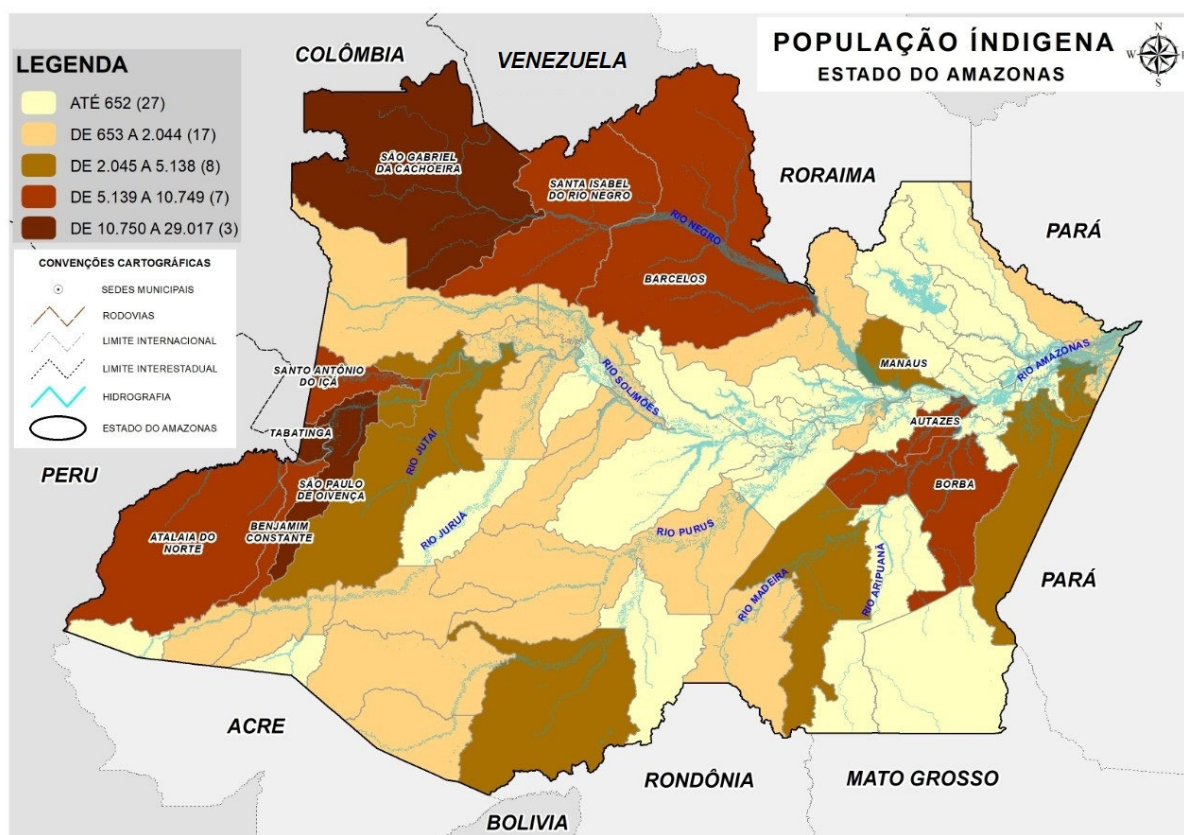 POPULAÇÃO ÍNDIGENA
ESTADO DO AMAZONAS
N
W
E
S
LEGENDA
ATÉ 652 (27)
DE 653 A 2.044 (17)
DE 2.045 A 5.138 (8)
DE 5.139 A 10.749 (7)
DE 10.750 A 29.017 (3)
CONVENÇÕES CARTOGRÁFICAS
SEDES MUNICIPAIS
RODOVIAS
LIMITE INTERNACIONAL
LIMITE INTERESTADUAL
HIDROGRAFIA
ESTADO DO AMAZONAS
COLÔMBIA
VENEZUELA
RORAIMA
PARÁ
SÃO GABRIEL
DA CACHOEIRA
SANTA ISABEL
DO RIO NEGRO
RIO NEGRO
BARCELOS
SANTO ANTÔNIO
DO IÇA
RIO SOLIMÕES
MANAUS
RIO AMAZONAS
TABATINGA
AUTAZES
PERU
RIO JUTAÍ
SÃO PAULO
DE OIVENÇA
BORBA
ATALAIA DO
NORTE
BENJAMIM
CONSTANTE
RIO JURUÁ
RIO PURUS
RIO MADEIRA
RIO ARIPUANÃ
PARÁ
ACRE
RONDÔNIA
MATO GROSSO
BOLIVIA